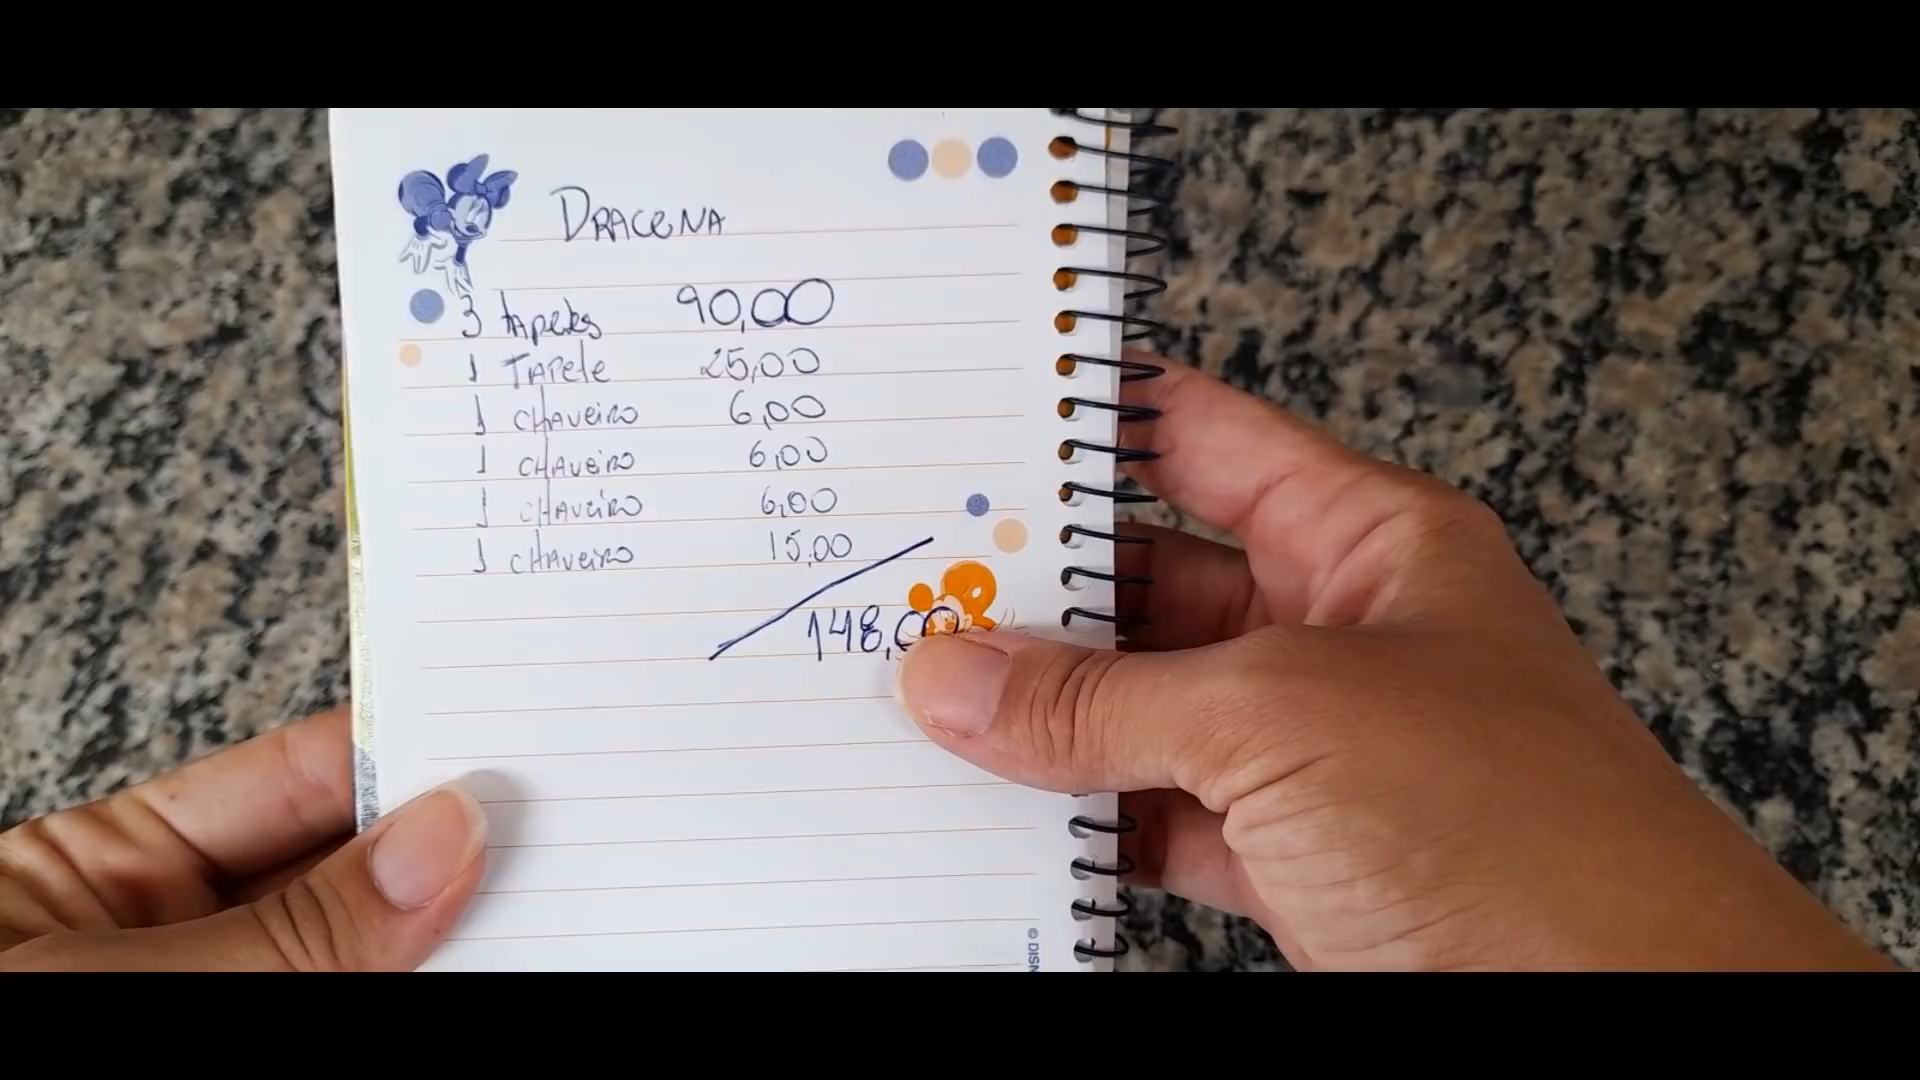 DRACENA
3 tapetes 90,00
1 TAPete 25,00
1 CHAVeiRO 6,00
1 CHAVeiRO 6,00
1 CHAVeiRO 6,00
1 CHAVeiRO 15,00
148,00
© DISN